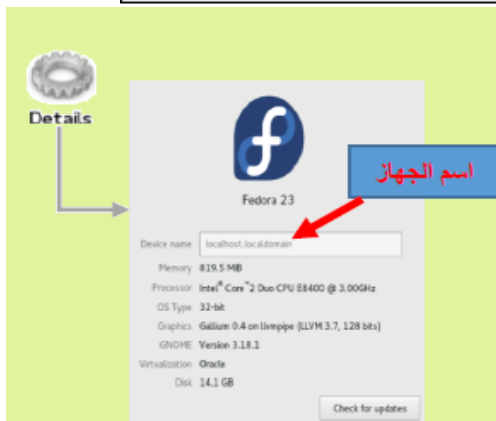 Details
اسم الجهاز
Fedora 23
Device name localhost.localdomain
Memory 819.5 MiB
Processor Intel® Core™2 Duo CPU E8400 @ 3.00GHz
OS Type 32-bit
Graphics Gallium 0.4 on llvmpipe (LLVM 3.7, 128 bits)
GNOME Version 3.18.1
Virtualization Oracle
Disk 14.1 GB
Check for updates